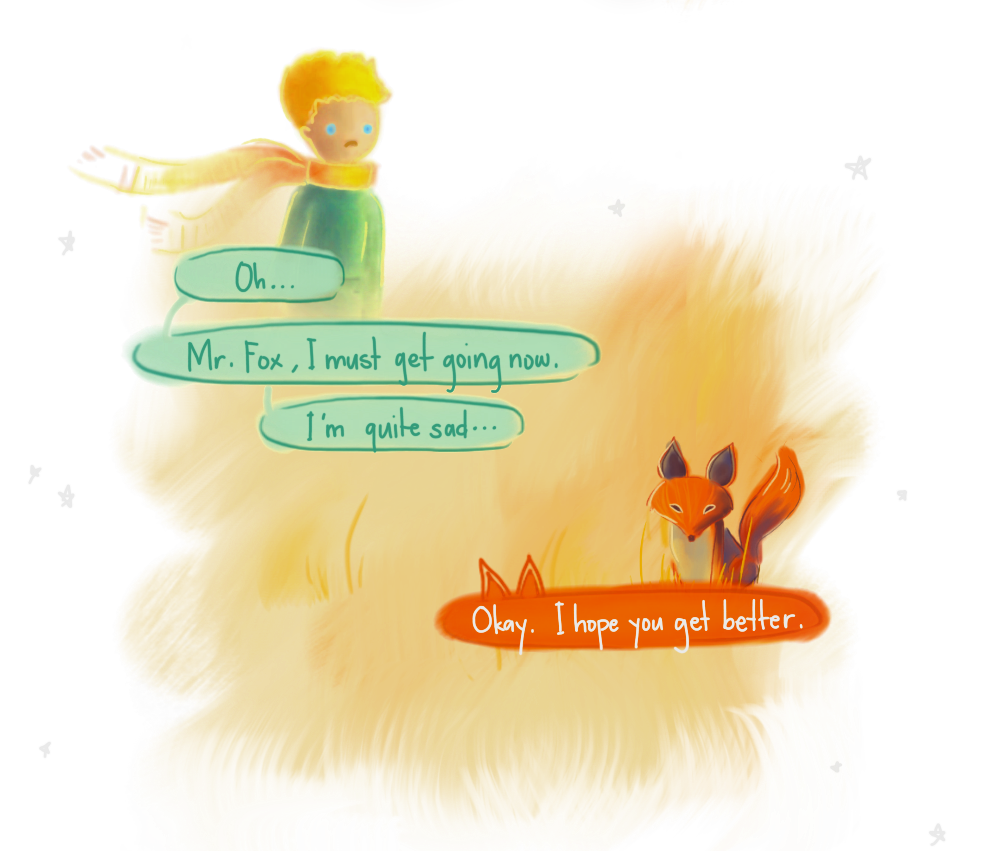 Oh...
Mr. Fox, I must get going now.
I'm quite sad...
Okay. I hope you get better.